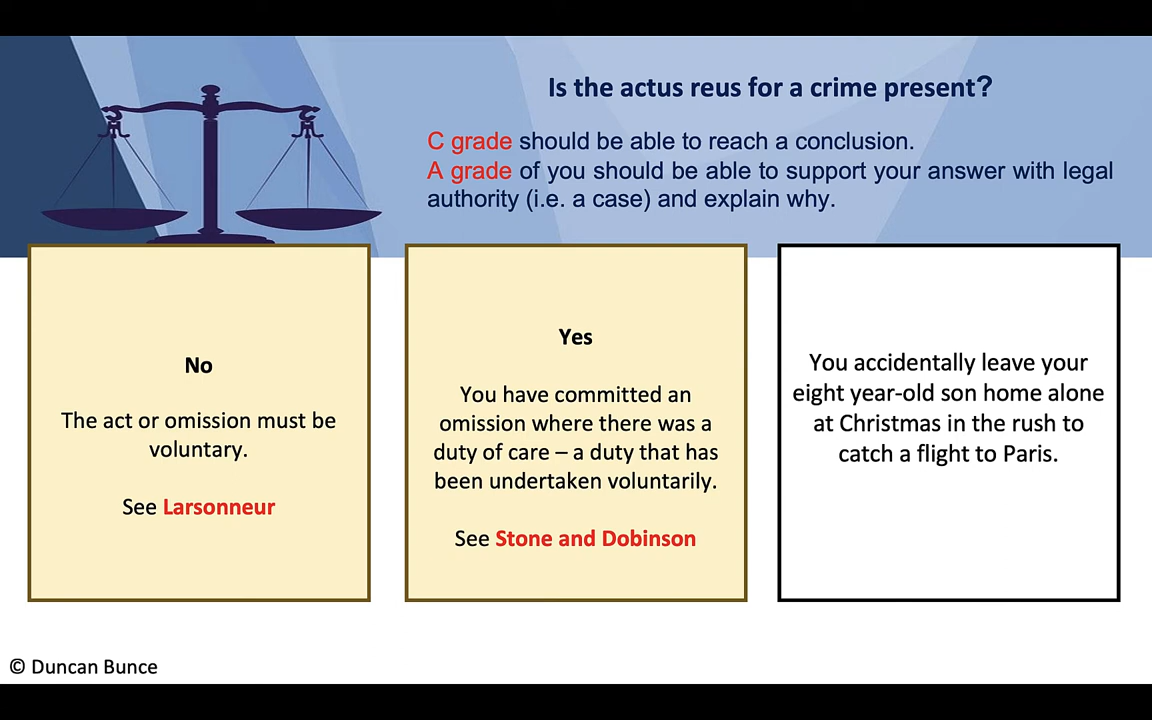 Is the actus reus for a crime present?
C grade should be able to reach a conclusion.
A grade of you should be able to support your answer with legal
authority (i.e. a case) and explain why.
No
The act or omission must be
voluntary.
See Larsonneur
Yes
You have committed an
omission where there was a
duty of care – a duty that has
been undertaken voluntarily.
See Stone and Dobinson
You accidentally leave your
eight year-old son home alone
at Christmas in the rush to
catch a flight to Paris.
© Duncan Bunce